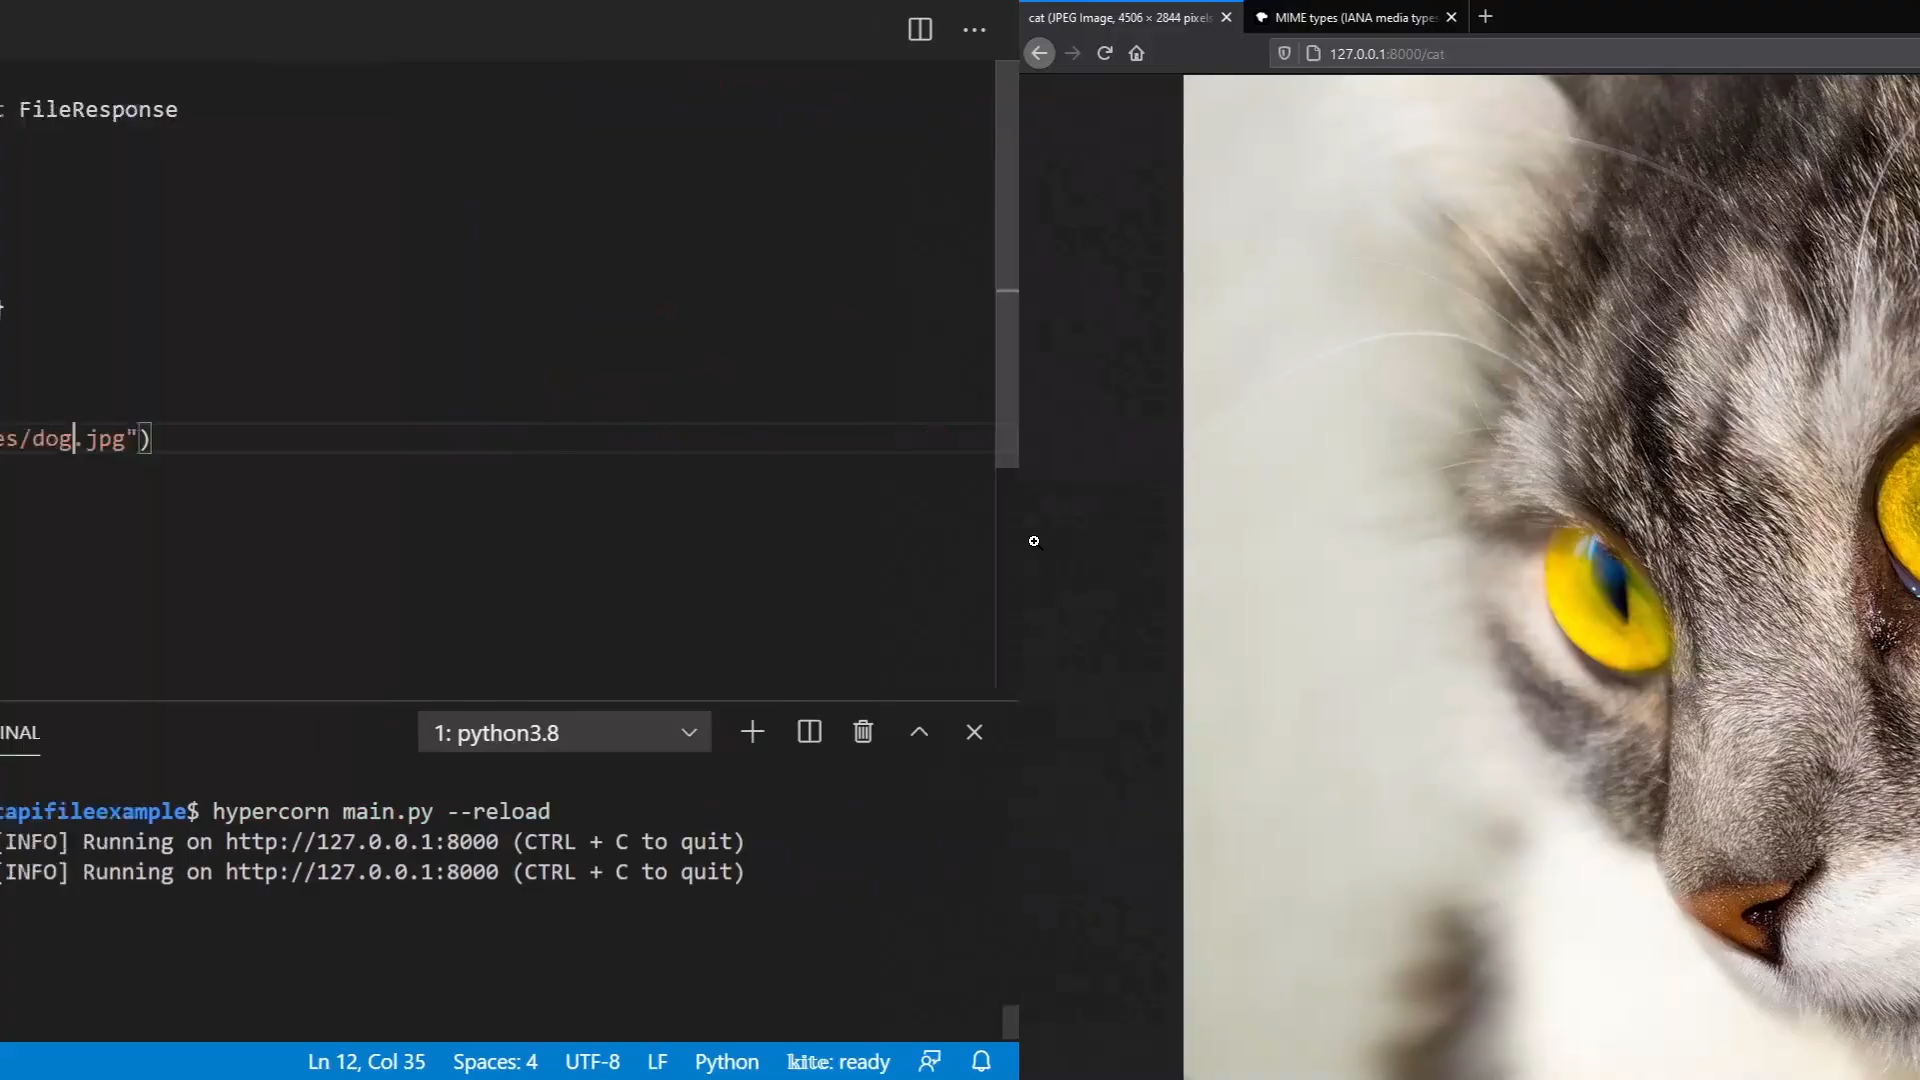 cat (JPEG Image, 4506 × 2844 pixels
MIME types (IANA media types
127.0.0.1:8000/cat
FileResponse
es/dog.jpg")
INAL
1: python3.8
capifileexample$ hypercorn main.py --reload
[INFO] Running on http://127.0.0.1:8000 (CTRL + C to quit)
[INFO] Running on http://127.0.0.1:8000 (CTRL + C to quit)
Ln 12, Col 35 Spaces: 4 UTF-8 LF Python kite: ready